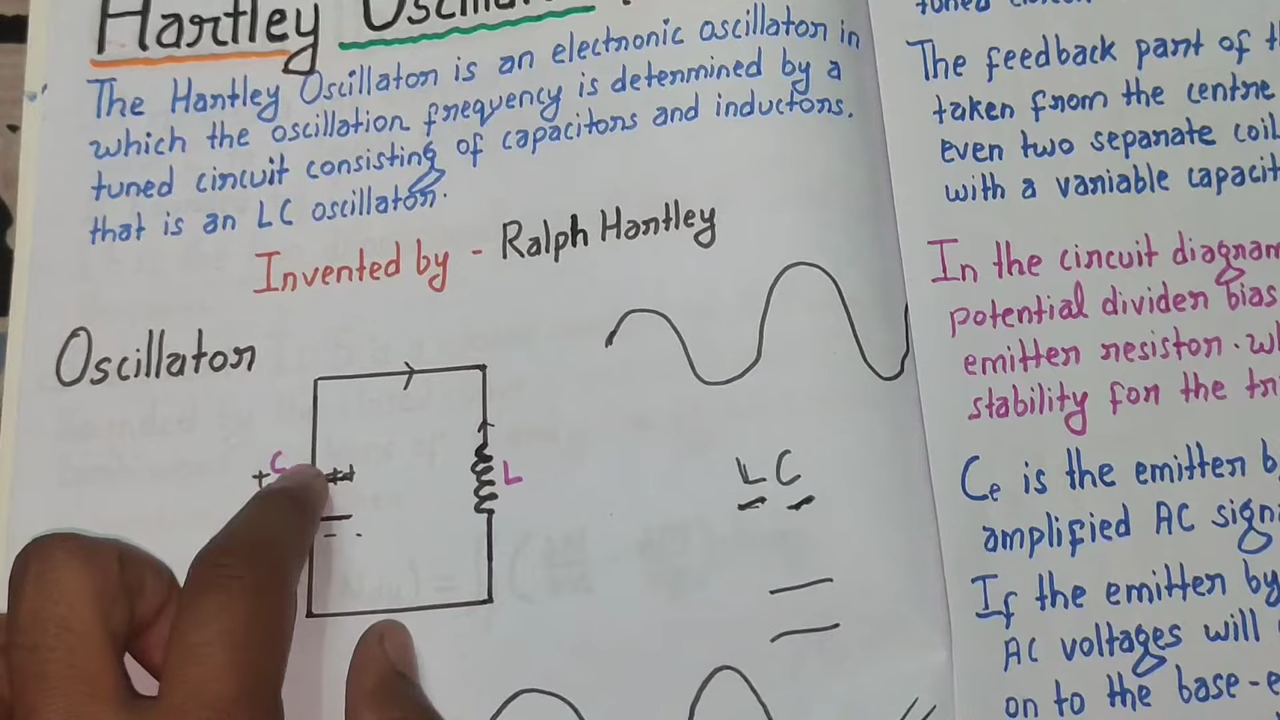 Hartley Oscillator
The Hartley Oscillator is an electronic oscillator in
which the oscillation frequency is determined by a
tuned circuit consisting of capacitors and inductors.
that is an LC oscillator.
Invented by - Ralph Hartley
Oscillator
+ C
L
LC
tuned
The feedback part of
taken from the centre
even two separate coil
with a variable
In the circuit
potential divider bias
emitter resistor.
stability for the
Ce is the emitter
amplified AC
If the emitter by
AC voltages will
on to the base-